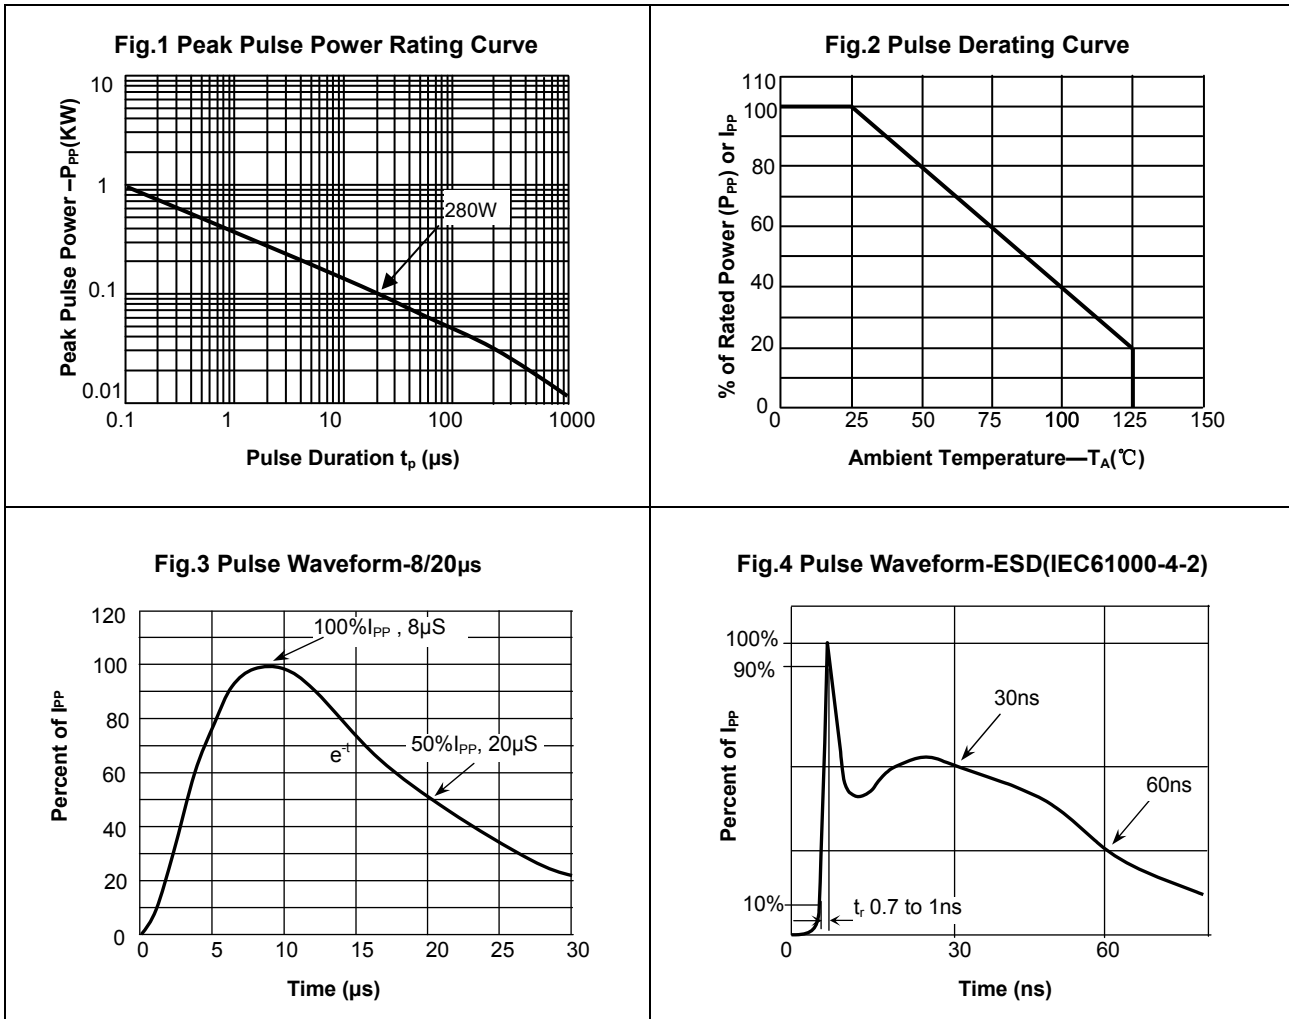 Fig.1 Peak Pulse Power Rating Curve
Peak Pulse Power –PPP(KW)
10
1
0.1
0.01
280W
0.1 1 10 100 1000
Pulse Duration tp (µs)
Fig.2 Pulse Derating Curve
% of Rated Power (PPP) or IPP
110
100
80
60
40
20
0
0 25 50 75 100 125 150
Ambient Temperature—TA(℃)
Fig.3 Pulse Waveform-8/20µs
Percent of IPP
120
100
80
60
40
20
0
100%IPP , 8µS
e-t
50%IPP, 20µS
0 5 10 15 20 25 30
Time (µs)
Fig.4 Pulse Waveform-ESD(IEC61000-4-2)
Percent of IPP
100%
90%
10%
30ns
60ns
tr 0.7 to 1ns
0 30 60
Time (ns)